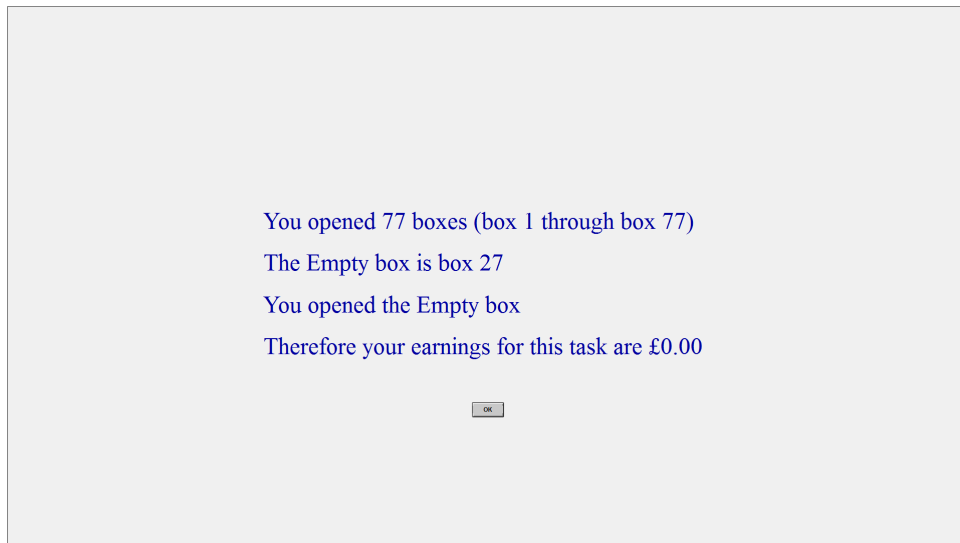 You opened 77 boxes (box 1 through box 77)
The Empty box is box 27
You opened the Empty box
Therefore your earnings for this task are £0.00
OK